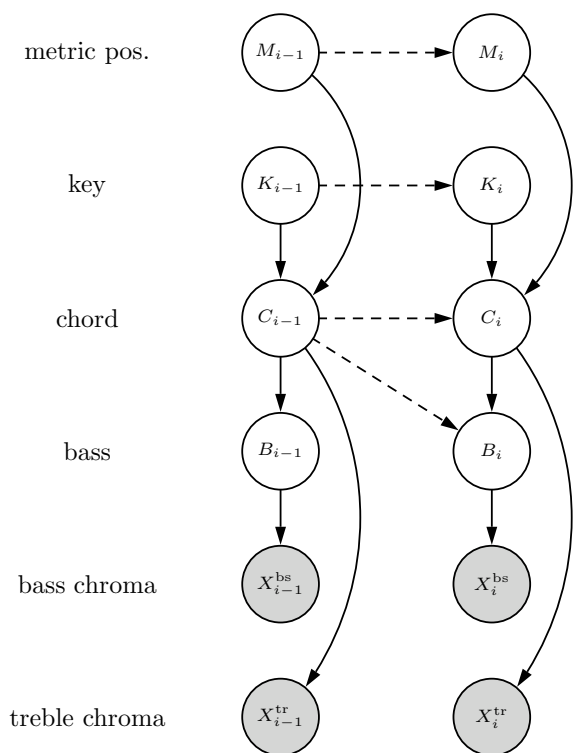 metric pos. M_{i−1} M_i
key K_{i−1} K_i
chord C_{i−1} C_i
bass B_{i−1} B_i
bass chroma X^{bs}_{i−1} X^{bs}_i
treble chroma X^{tr}_{i−1} X^{tr}_i